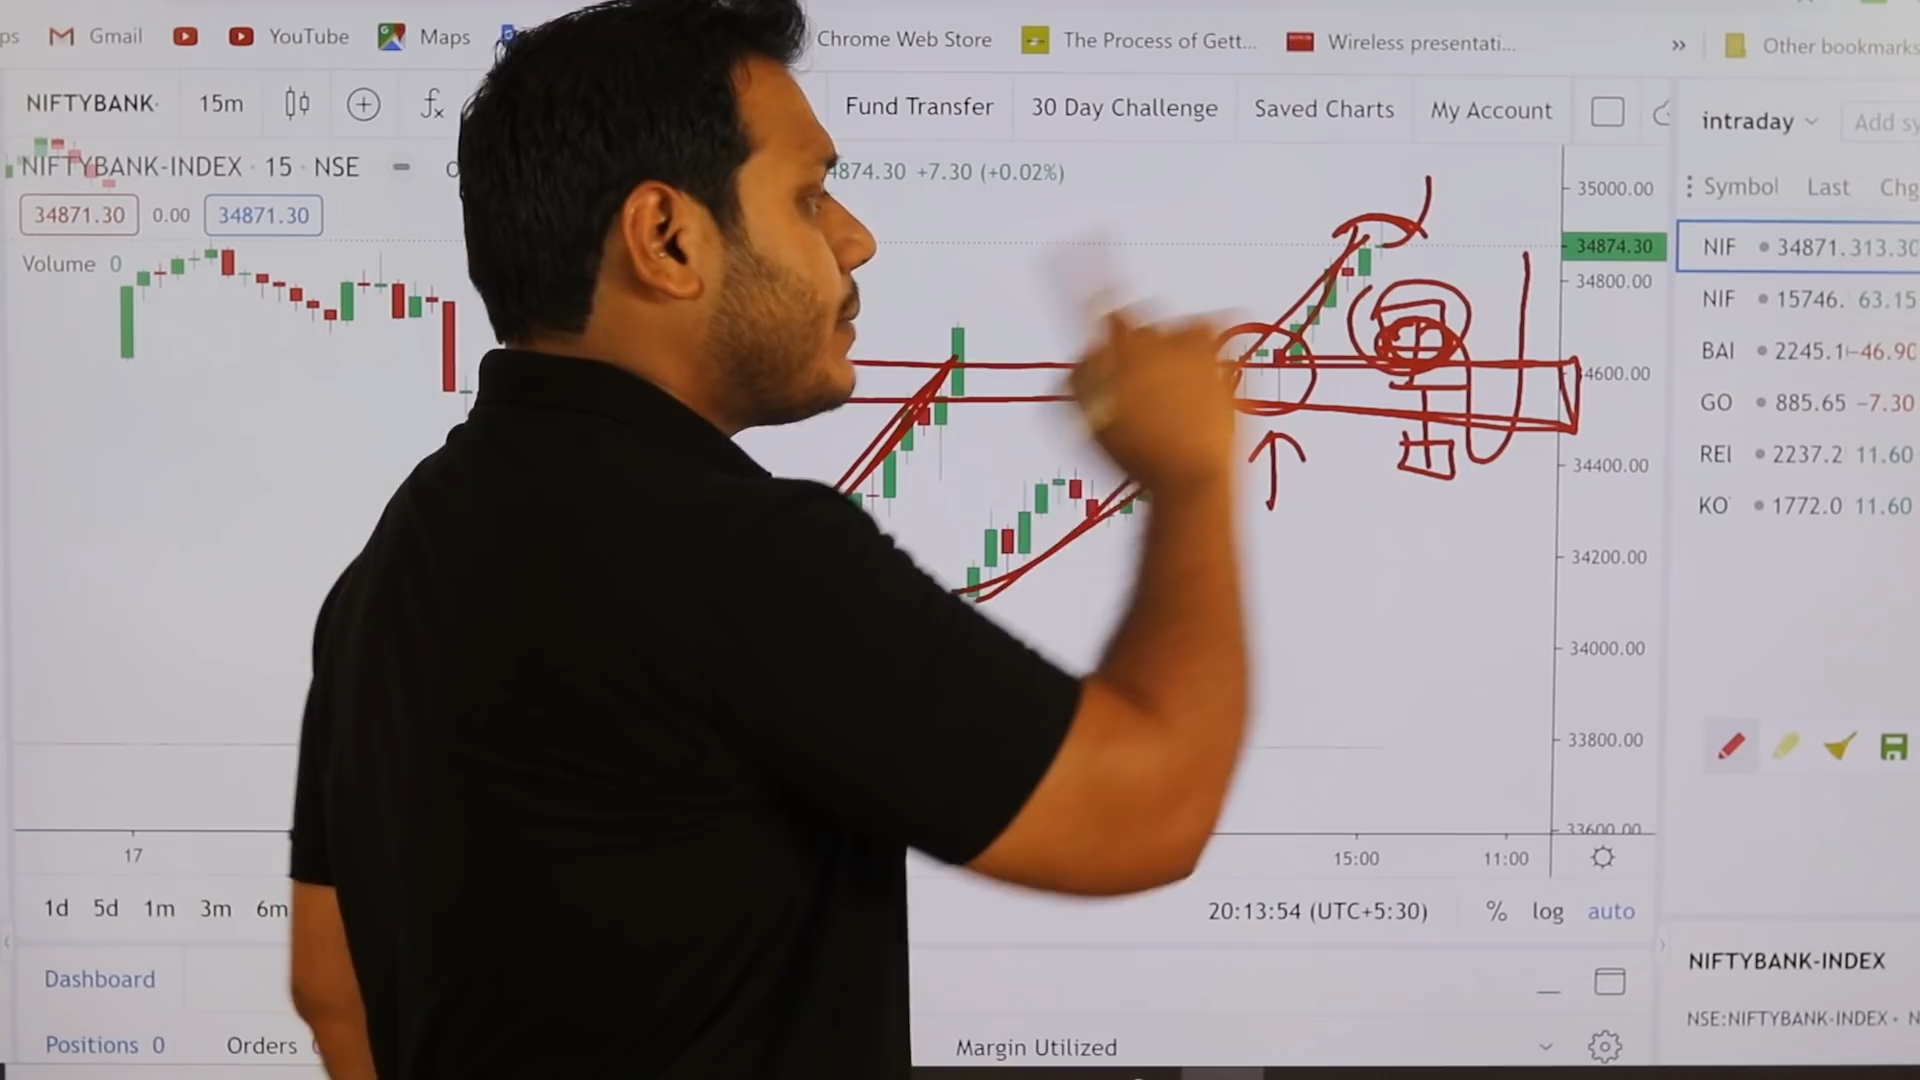 Gmail YouTube Maps Chrome Web Store The Process of Gett... Wireless presentati... » Other bookmarks
NIFTYBANK 15m fx Fund Transfer 30 Day Challenge Saved Charts My Account intraday
NIFTYBANK-INDEX · 15 · NSE 4874.30 +7.30 (+0.02%)
34871.30 0.00 34871.30
Volume 0
35000.00
34874.30
34800.00
34600.00
34400.00
34200.00
34000.00
33800.00
33600.00
Symbol Last Chg
NIF 34871.3 13.30
NIF 15746. 63.15
BAI 2245.1 -46.90
GO 885.65 -7.30
REI 2237.2 11.60
KO 1772.0 11.60
17 15:00 11:00
1d 5d 1m 3m 6m 20:13:54 (UTC+5:30) % log auto
Dashboard
NIFTYBANK-INDEX
NSE:NIFTYBANK-INDEX • N
Positions 0 Orders Margin Utilized